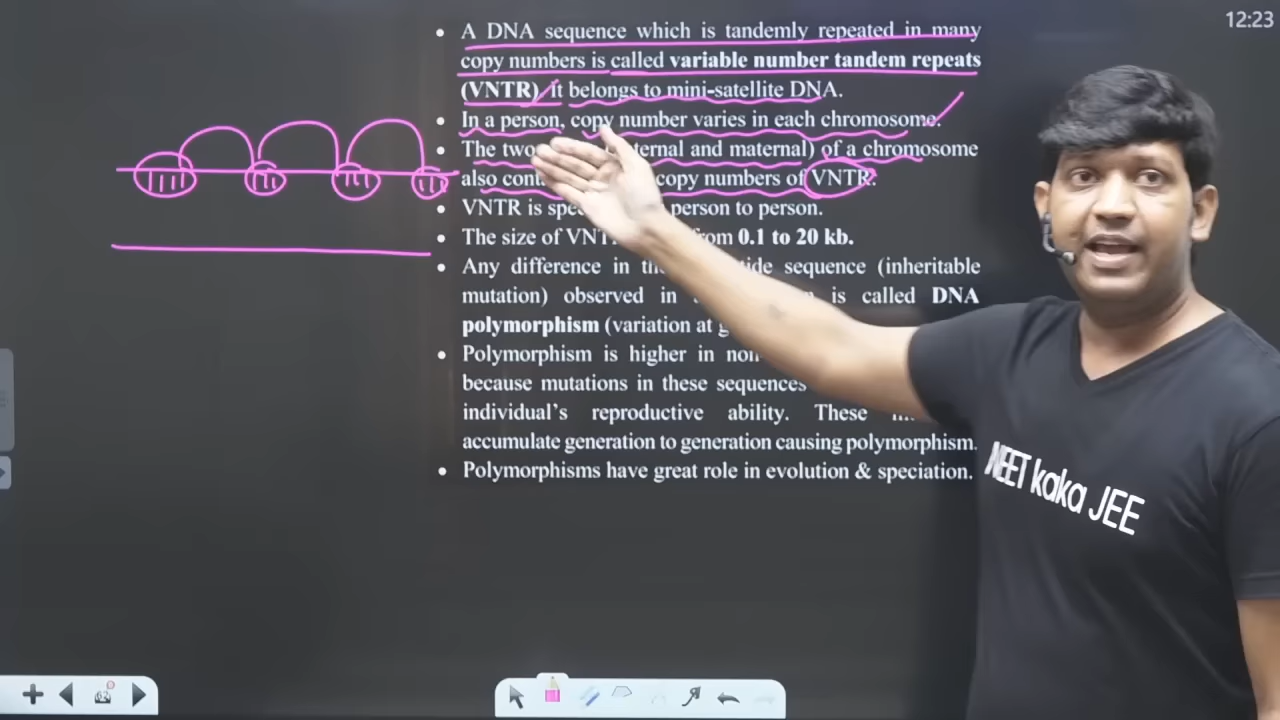 12:23
A DNA sequence which is tandemly repeated in many
copy numbers is called variable number tandem repeats
(VNTR). it belongs to mini-satellite DNA.
In a person, copy number varies in each chromosome.
The two ternal and maternal) of a chromosome
also copy numbers of VNTR.
VNTR is person to person.
The size of 0.1 to 20 kb.
Any difference in sequence (inheritable
mutation) observed in is called DNA
polymorphism (variation at
Polymorphism is higher in
because mutations in these sequences
individual's reproductive ability. These
accumulate generation to generation causing polymorphism.
Polymorphisms have great role in evolution & speciation.
NEET kaka JEE